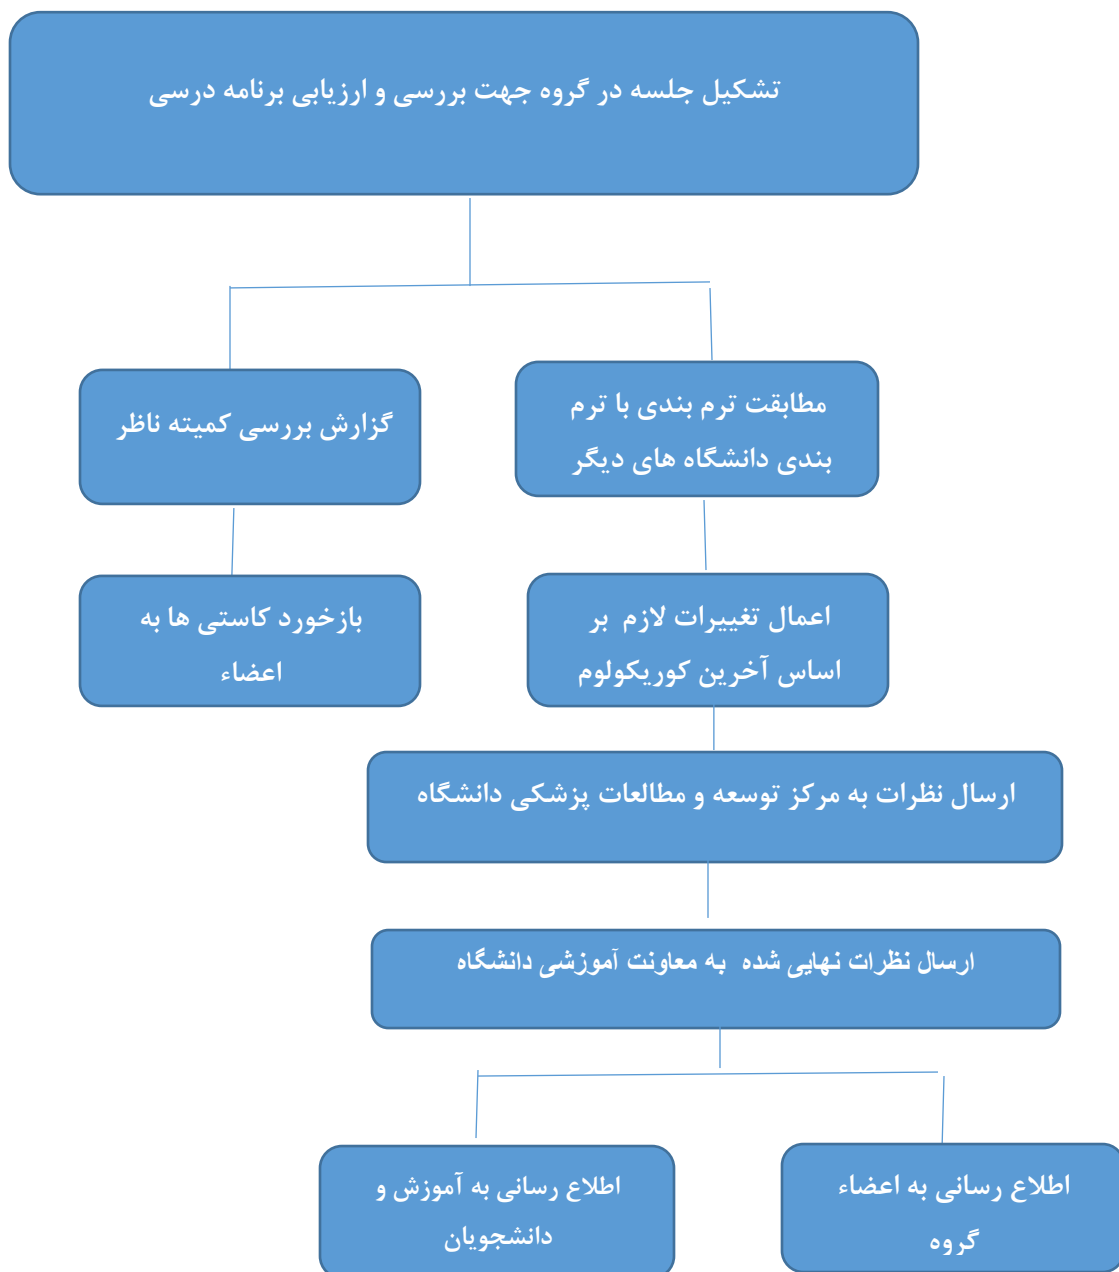 تشکیل جلسه در گروه جهت بررسی و ارزیابی برنامه درسی
مطابقت ترم بندی با ترم
بندی دانشگاه های دیگر
گزارش بررسی کمیته ناظر
اعمال تغییرات لازم بر
اساس آخرین کوریکولوم
بازخورد کاستی ها به
اعضاء
ارسال نظرات به مرکز توسعه و مطالعات پزشکی دانشگاه
ارسال نظرات نهایی شده به معاونت آموزشی دانشگاه
اطلاع رسانی به اعضاء
گروه
اطلاع رسانی به آموزش و
دانشجویان